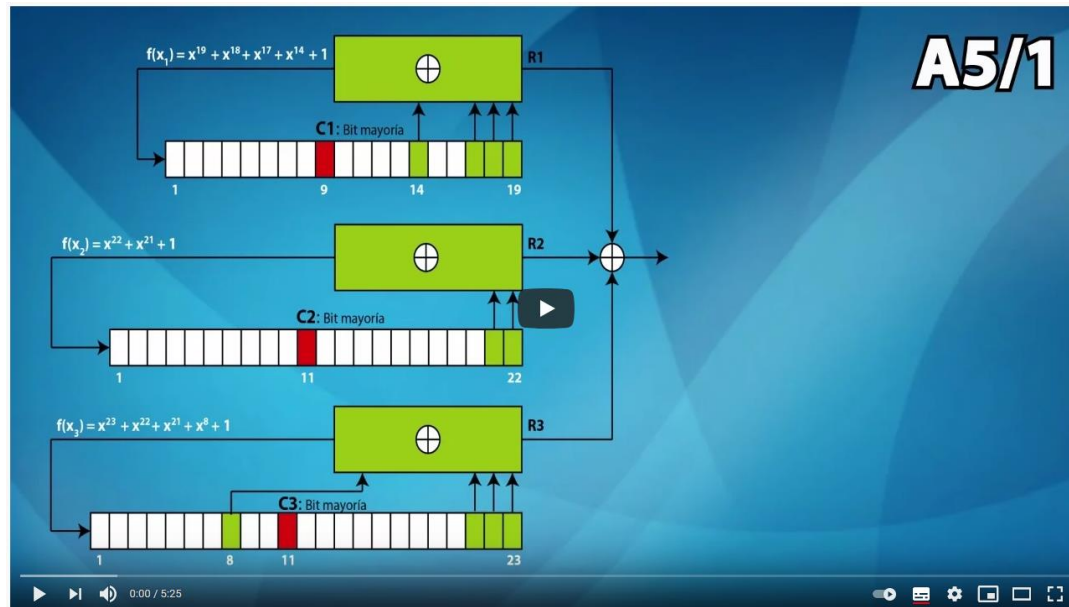 A5/1
f(x₁) = x¹⁹ + x¹⁸ + x¹⁷ + x¹⁴ + 1
R1
C1: Bit mayoría
1 9 14 19
f(x₂) = x²² + x²¹ + 1
R2
C2: Bit mayoría
1 11 22
f(x₃) = x²³ + x²² + x²¹ + x⁸ + 1
R3
C3: Bit mayoría
1 8 11 23
0:00 / 5:25